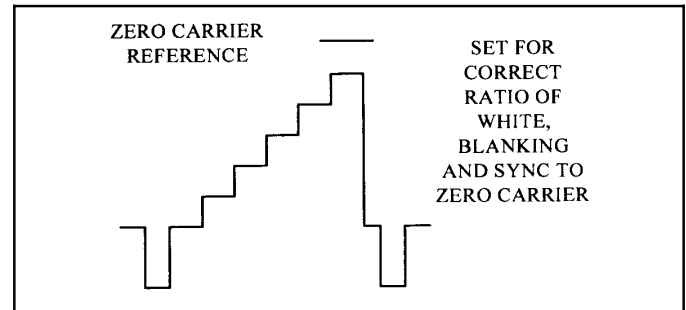 ZERO CARRIER
REFERENCE
SET FOR
CORRECT
RATIO OF
WHITE,
BLANKING
AND SYNC TO
ZERO CARRIER